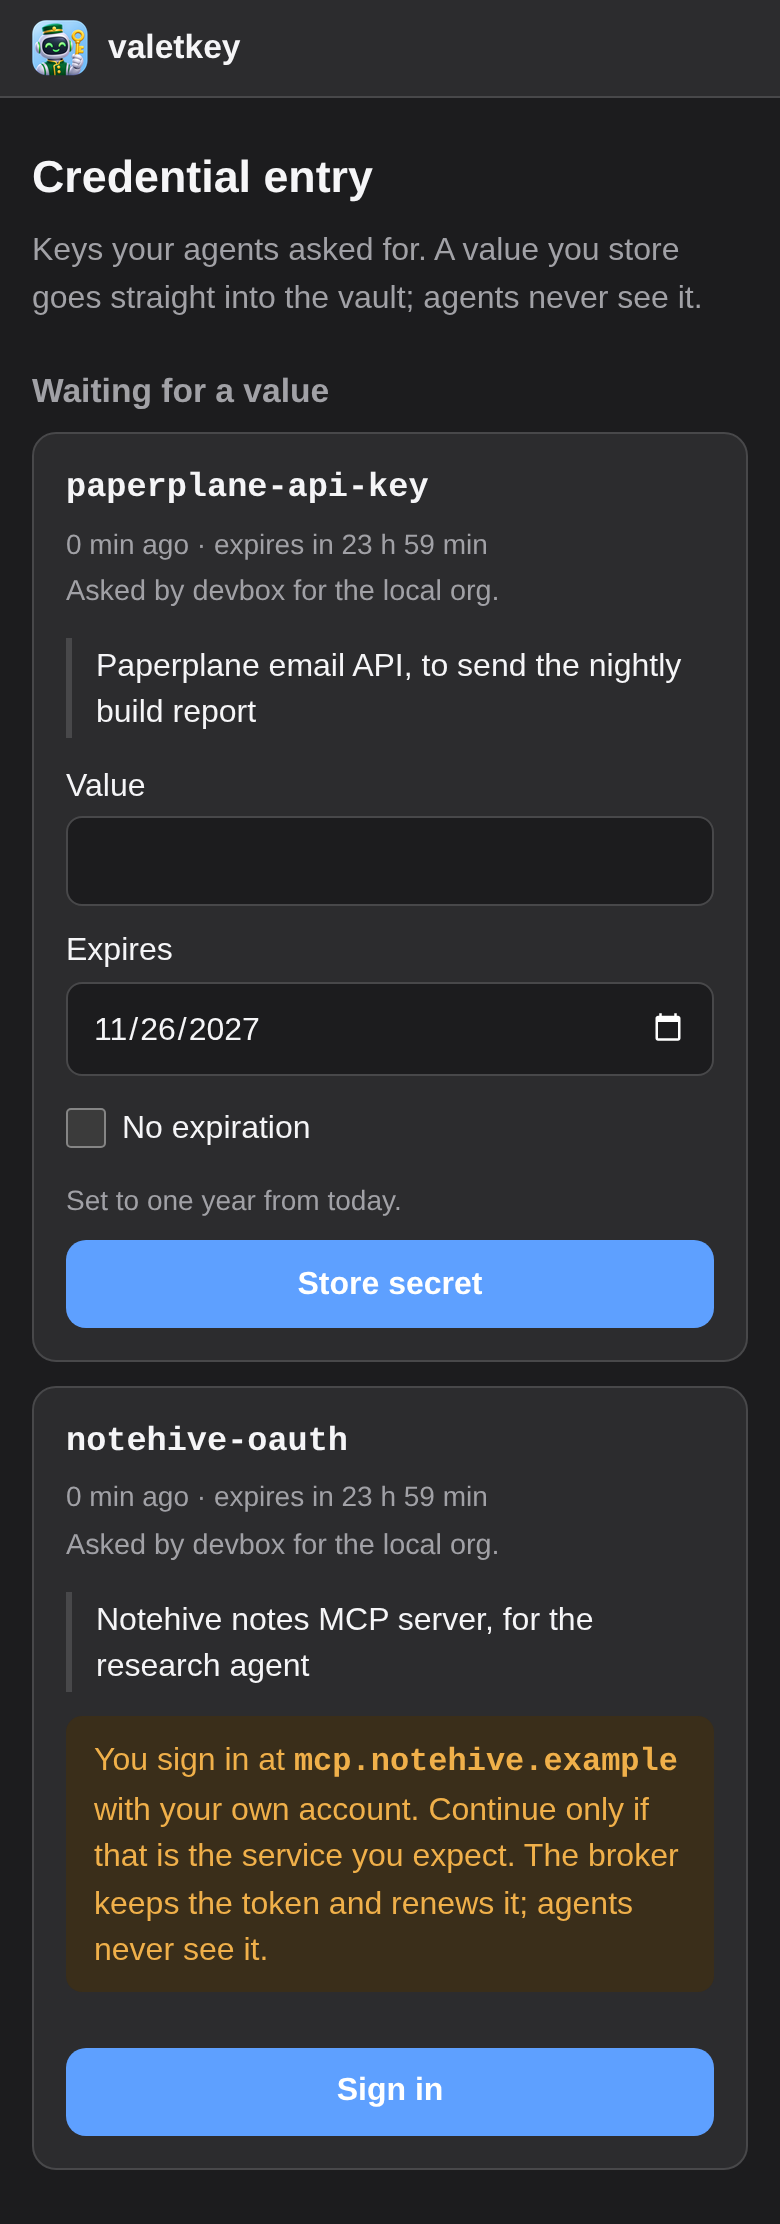 valetkey
Credential entry
Keys your agents asked for. A value you store
goes straight into the vault; agents never see it.
Waiting for a value
paperplane-api-key
0 min ago · expires in 23 h 59 min
Asked by devbox for the local org.
Paperplane email API, to send the nightly
build report
Value
Expires
11/26/2027
No expiration
Set to one year from today.
Store secret
notehive-oauth
0 min ago · expires in 23 h 59 min
Asked by devbox for the local org.
Notehive notes MCP server, for the
research agent
You sign in at mcp.notehive.example
with your own account. Continue only if
that is the service you expect. The broker
keeps the token and renews it; agents
never see it.
Sign in